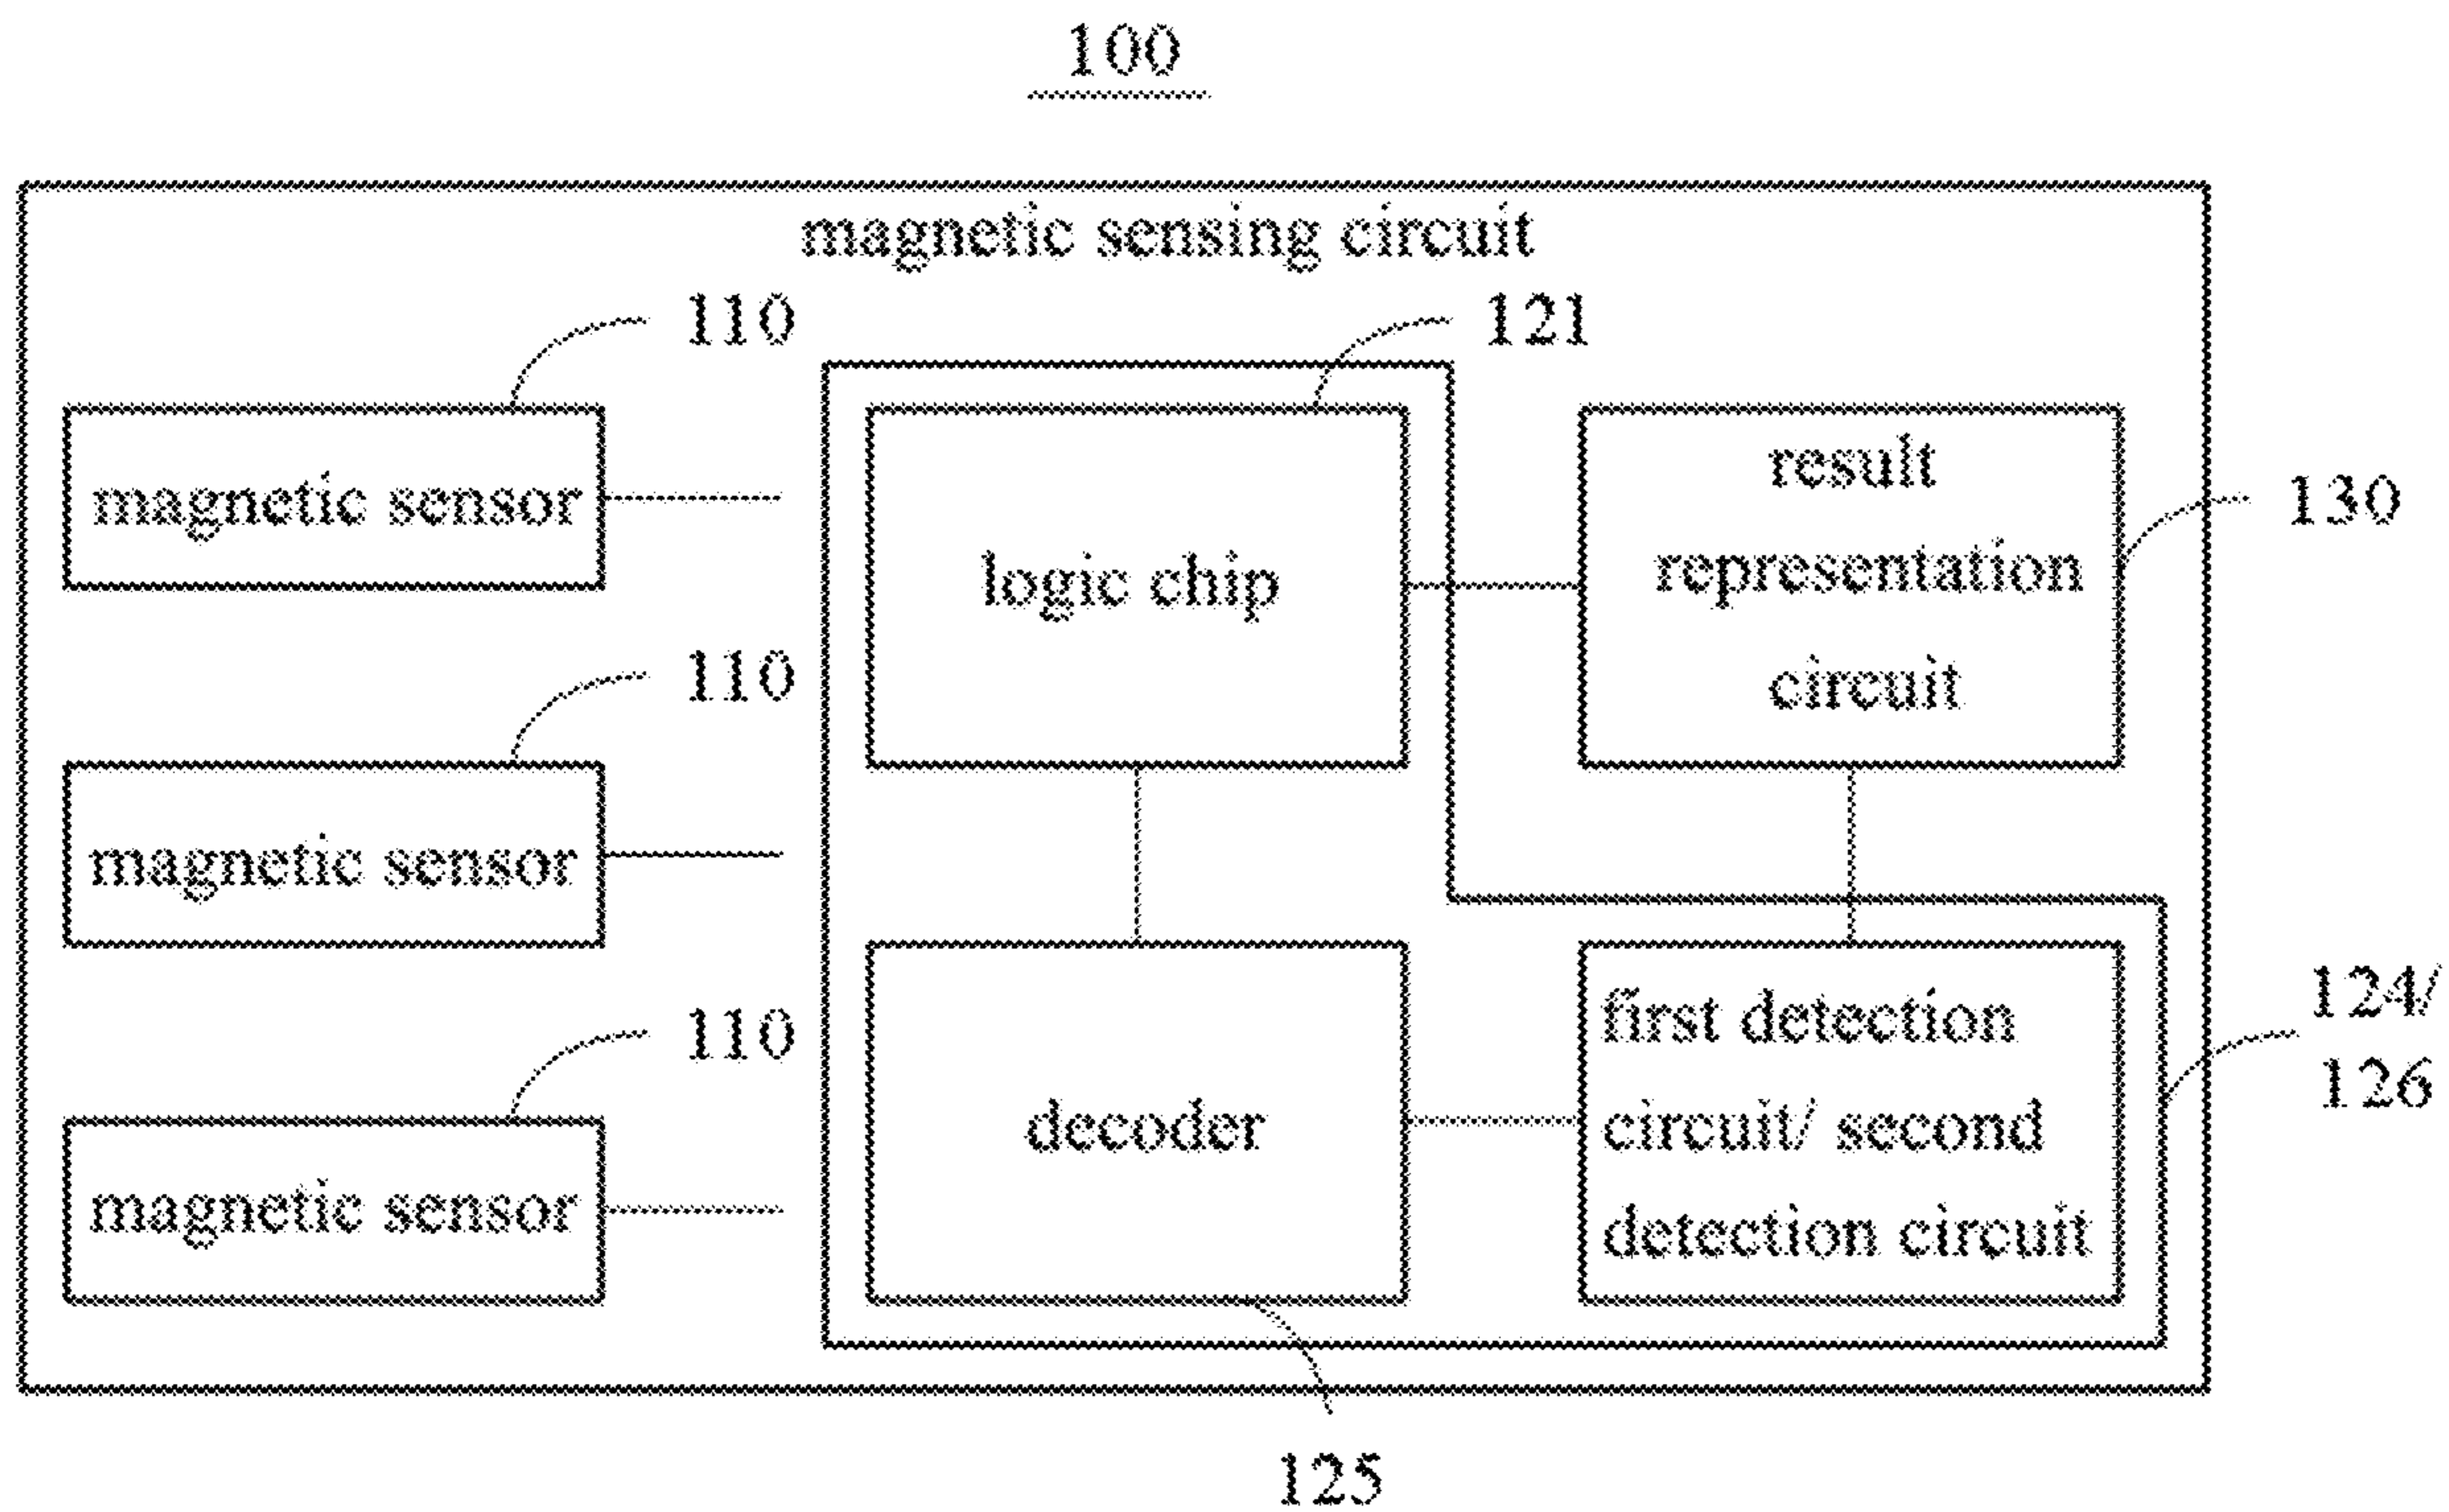 100
magnetic sensing circuit
110
121
magnetic sensor
logic chip
result
representation
circuit
130
110
magnetic sensor
110
magnetic sensor
decoder
first detection
circuit/ second
detection circuit
124/
126
125